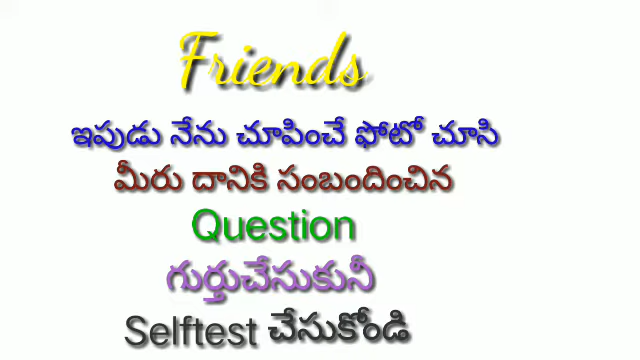 Friends
ఇపుడు నేను చూపించే ఫోటో చూసి
మీరు దానికి సంబందించిన
Question
గుర్తుచేసుకునీ
Selftest చేసుకోండి